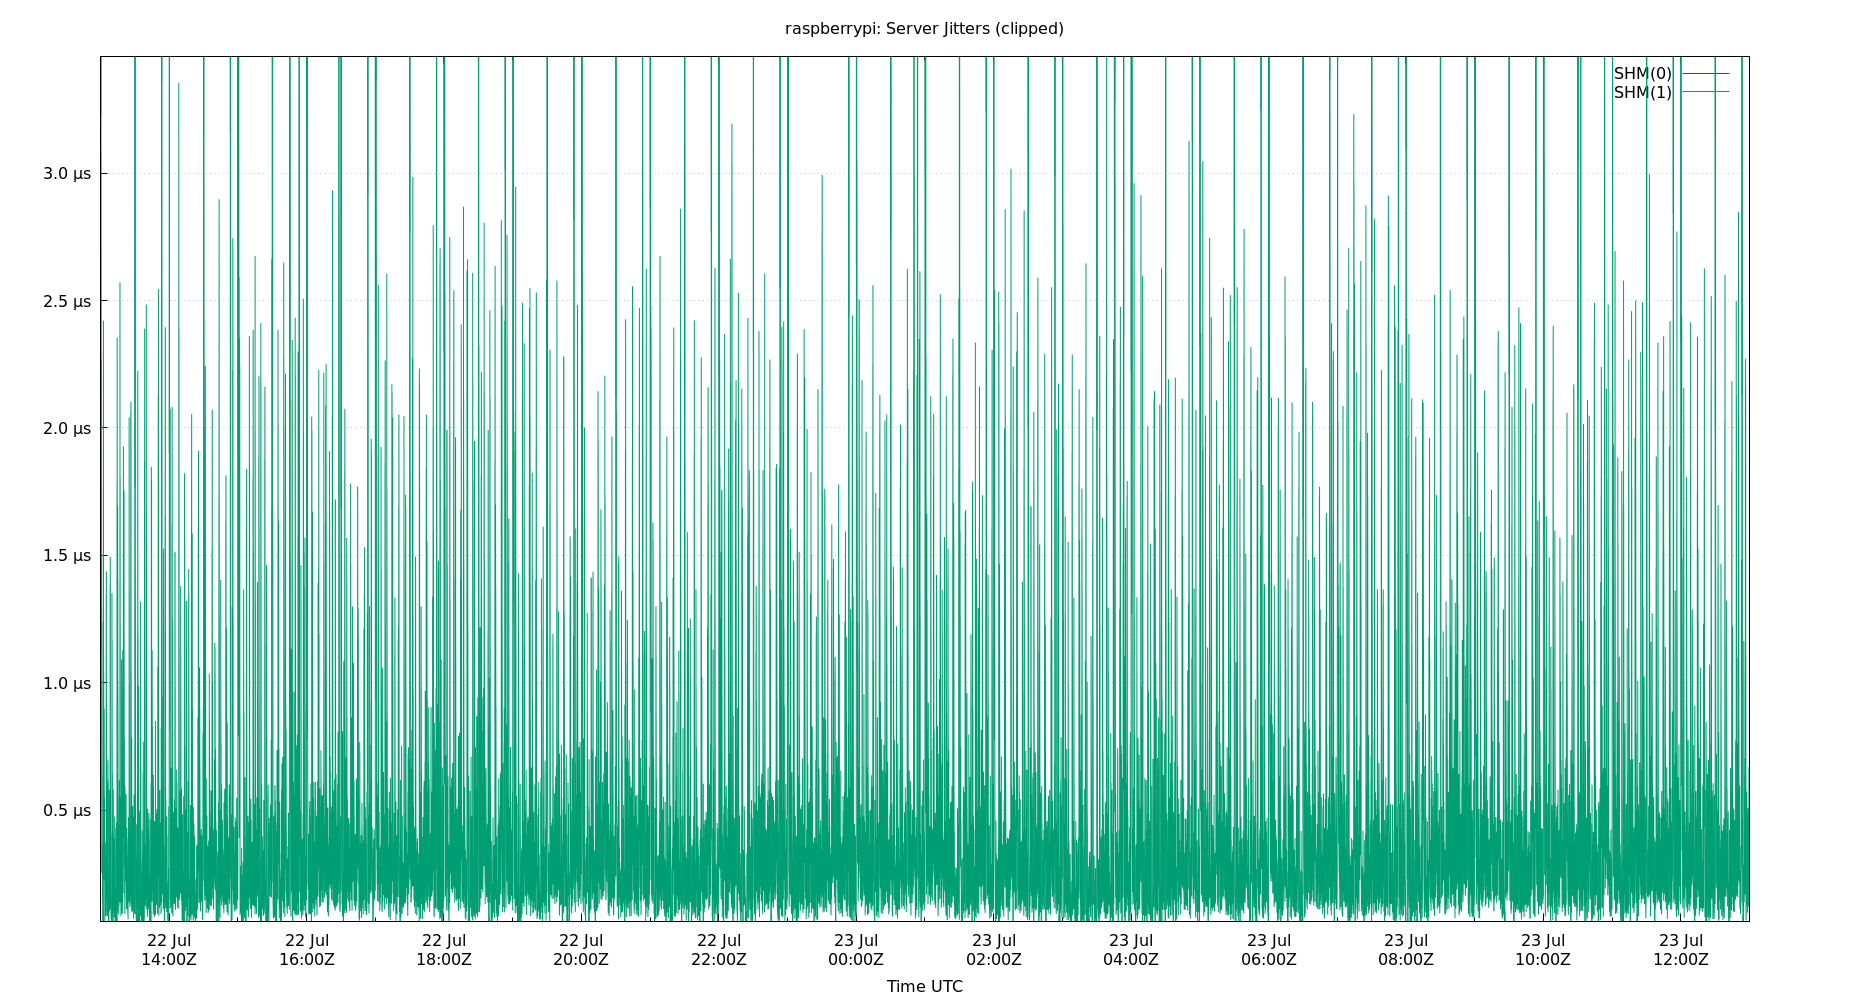 raspberrypi: Server Jitters (clipped)
SHM(0)
SHM(1)
3.0 μs
2.5 μs
2.0 μs
1.5 μs
1.0 μs
0.5 μs
22 Jul 22 Jul 22 Jul 22 Jul 22 Jul 23 Jul 23 Jul 23 Jul 23 Jul 23 Jul 23 Jul 23 Jul
14:00Z 16:00Z 18:00Z 20:00Z 22:00Z 00:00Z 02:00Z 04:00Z 06:00Z 08:00Z 10:00Z 12:00Z
Time UTC